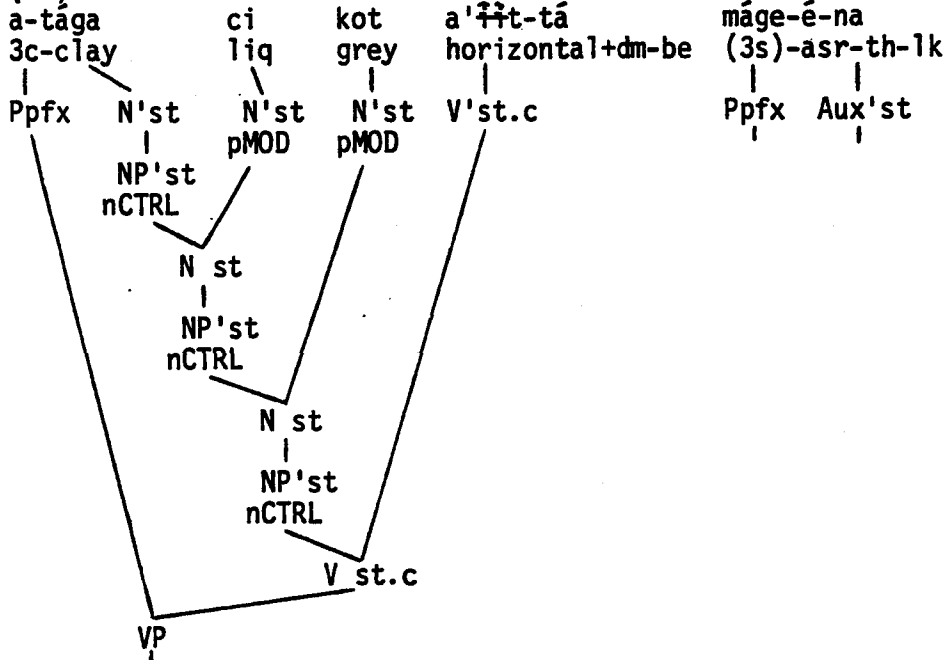 a-tága ci kot a'ɨ̃ɨ̃t-tá máge-é-na
3c-clay liq grey horizontal+dm-be (3s)-asr-th-lk
Ppfx N'st N'st N'st V'st.c Ppfx Aux'st
pMOD pMOD
NP'st
nCTRL
N st
NP'st
nCTRL
N st
NP'st
nCTRL
V st.c
VP